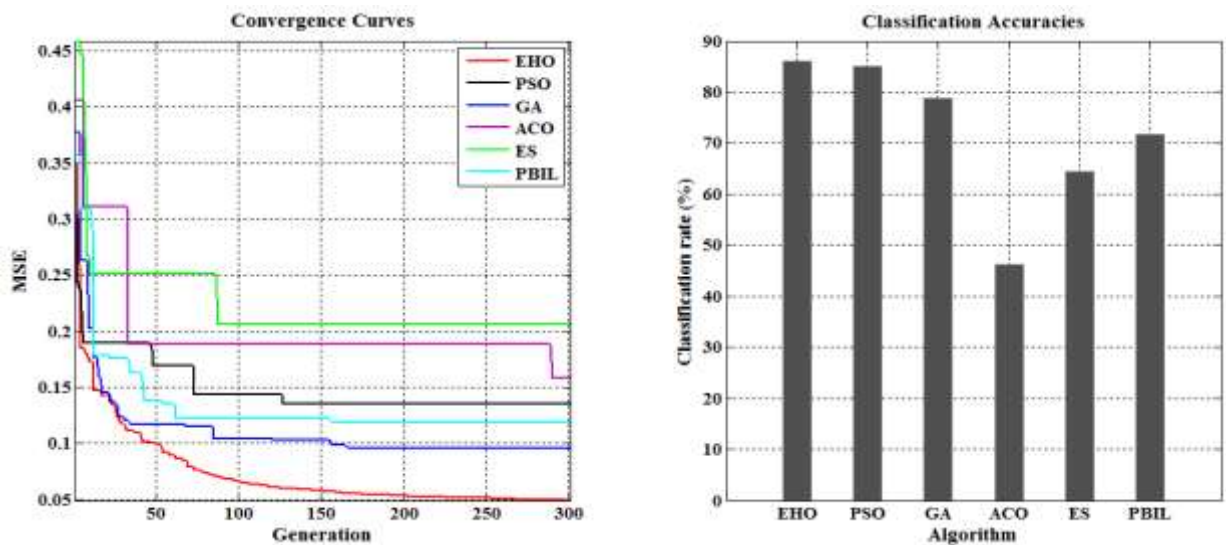 Convergence Curves
0.45
0.4
0.35
0.3
0.25
0.2
0.15
0.1
0.05
MSE
EHO
PSO
GA
ACO
ES
PBIL
50
100
150
200
250
300
Generation
Classification Accuracies
90
80
70
60
50
40
30
20
10
0
Classification rate (%)
EHO
PSO
GA
ACO
ES
PBIL
Algorithm